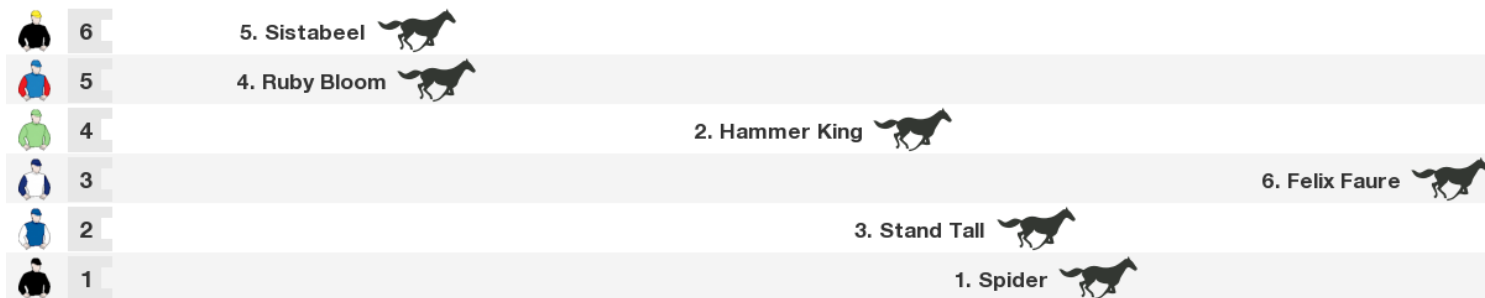 6 5. Sistabeel
5 4. Ruby Bloom
4 2. Hammer King
3 6. Felix Faure
2 3. Stand Tall
1 1. Spider